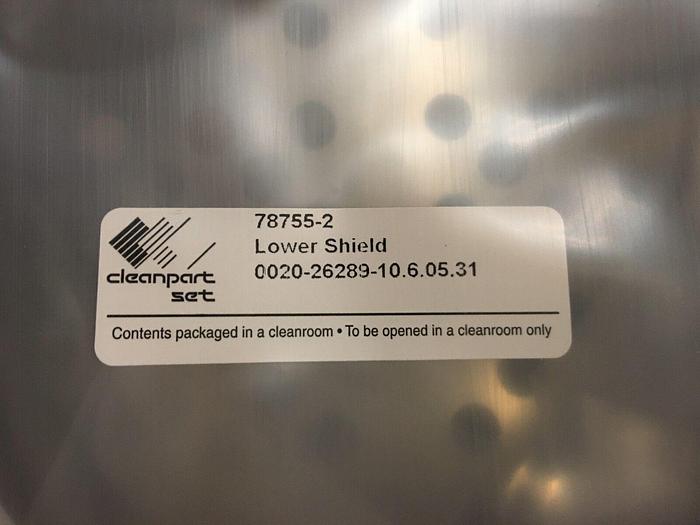 78755-2
Lower Shield
0020-26289-10.6.05.31
cleanpart
set
Contents packaged in a cleanroom • To be opened in a cleanroom only